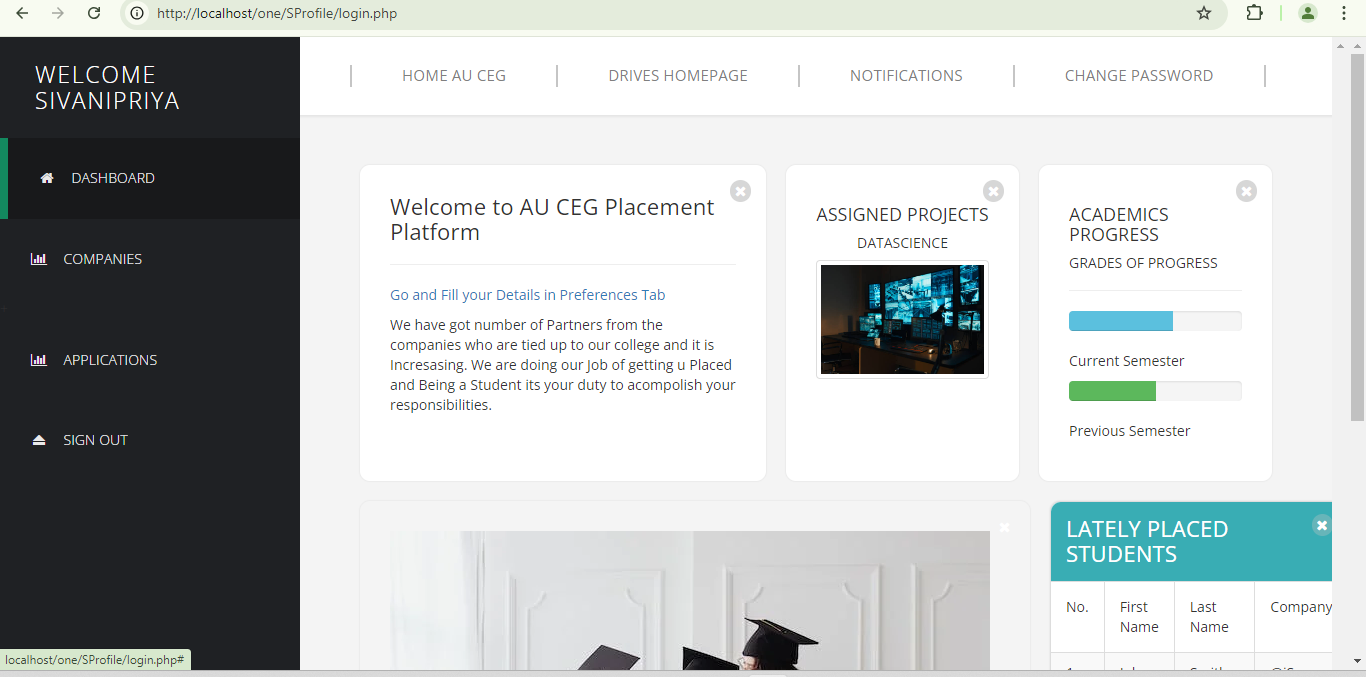 http://localhost/one/SProfile/login.php
WELCOME
SIVANIPRIYA
DASHBOARD
COMPANIES
APPLICATIONS
SIGN OUT
HOME AU CEG
DRIVES HOMEPAGE
NOTIFICATIONS
CHANGE PASSWORD
Welcome to AU CEG Placement
Platform
Go and Fill your Details in Preferences Tab
We have got number of Partners from the
companies who are tied up to our college and it is
Incresasing. We are doing our Job of getting u Placed
and Being a Student its your duty to acompolish your
responsibilities.
ASSIGNED PROJECTS
DATASCIENCE
ACADEMICS
PROGRESS
GRADES OF PROGRESS
Current Semester
Previous Semester
LATELY PLACED
STUDENTS
No.
First
Name
Last
Name
Company
localhost/one/SProfile/login.php#